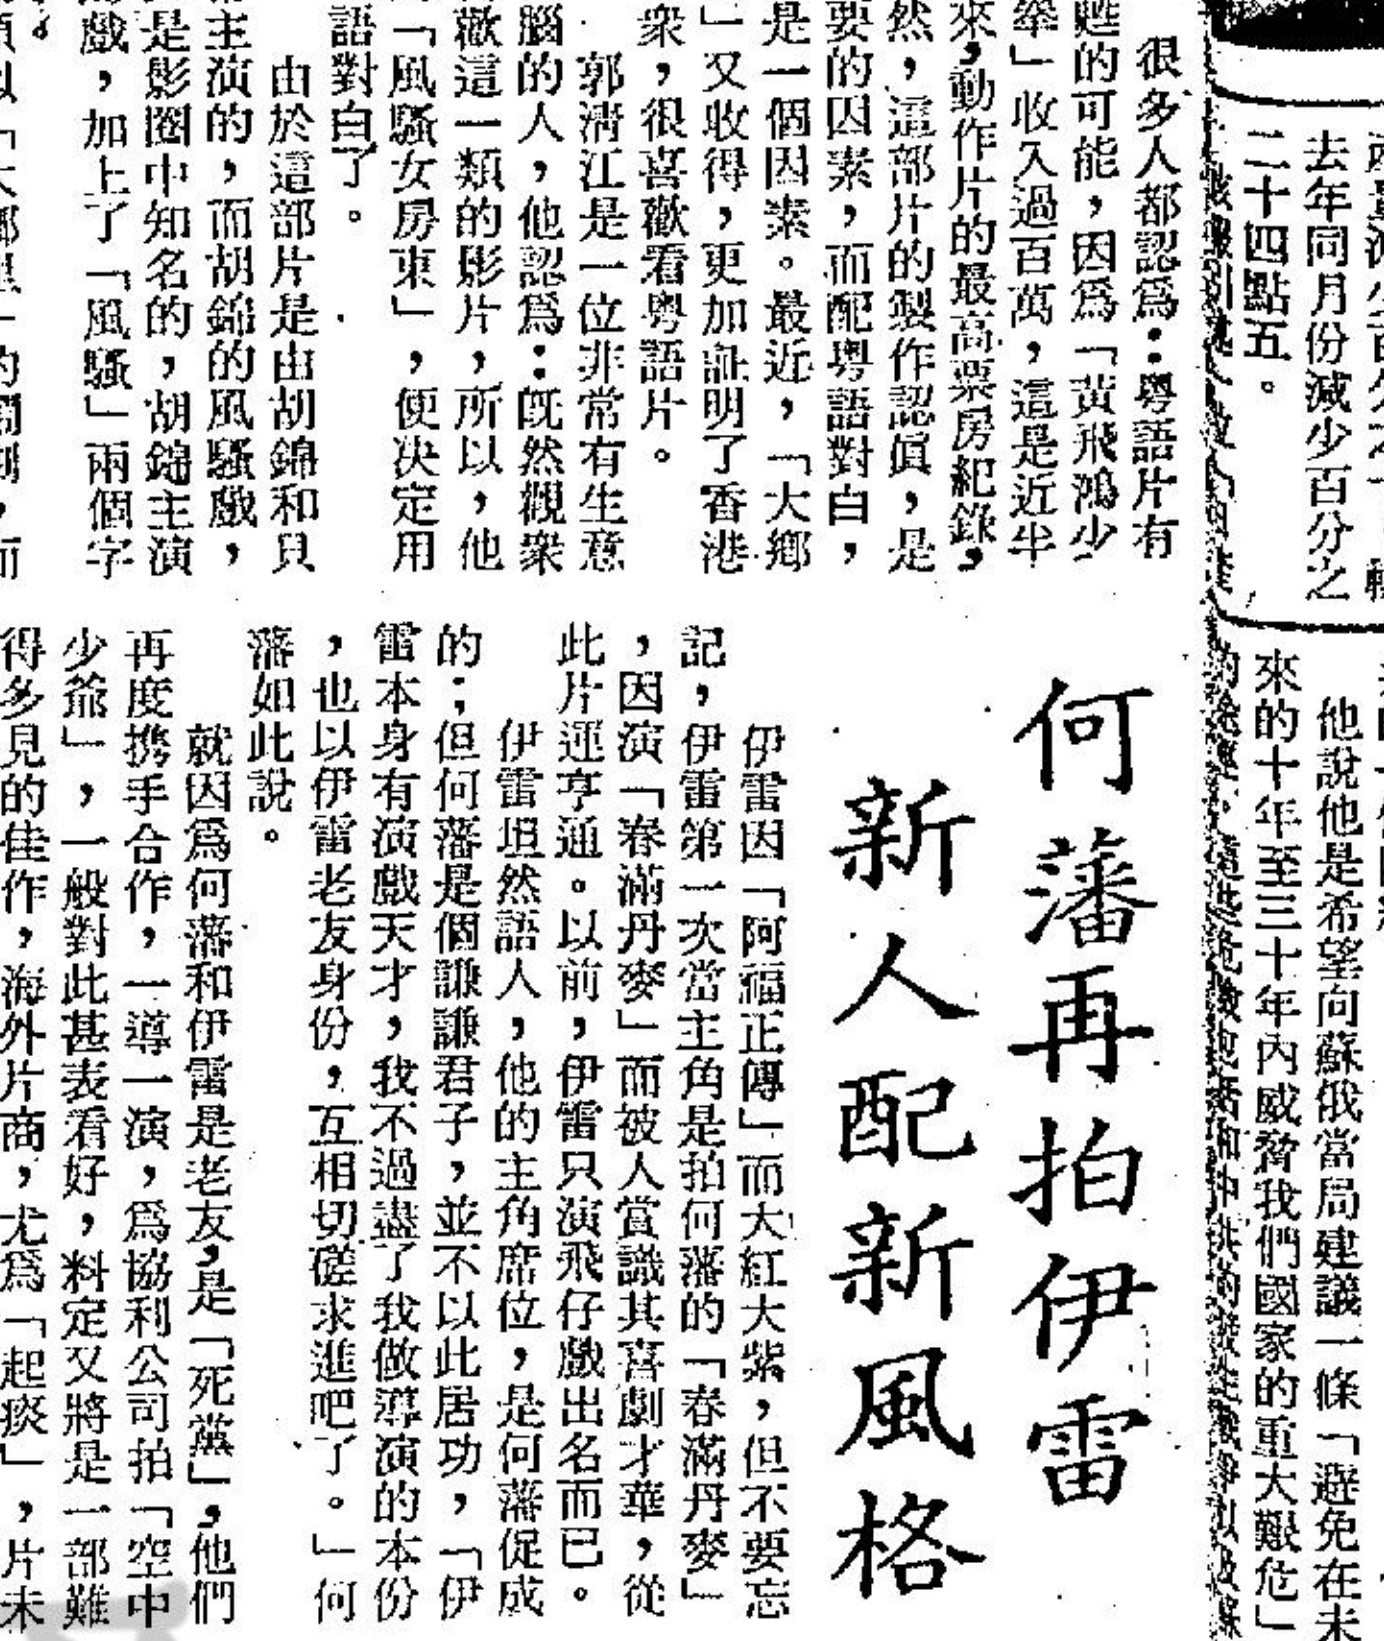 產量減少百分之十，較
去年同月份減少百分之
二十四點五。
他說他是希望向蘇俄當局建議一條「避免在未
來的十年至三十年內威脅我們國家的重大艱危」
很多人都認爲：粵語片有
甦的可能，因爲「黃飛鴻少
拳」收入過百萬，這是近半
來，動作片的最高票房紀錄，
然，這部片的製作認眞，是
要的因素，而配粵語對白，
是一個因素。最近，「大鄉
」又收得，更加証明了香港
衆，很喜歡看粵語片。
郭淸江是一位非常有生意
腦的人，他認爲：旣然觀衆
歡這一類的影片，所以，他
「風騷女房東」，便決定用
語對白了。
由於這部片是由胡錦和貝
主演的，而胡錦的風騷戲，
是影圈中知名的，胡錦主演
戲，加上了「風騷」兩個字
何藩再拍伊雷
新人配新風格
伊雷因「阿福正傳」而大紅大紫，但不要忘
記，伊雷第一次當主角是拍何藩的「春滿丹麥」
，因演「春滿丹麥」而被人賞識其喜劇才華，從
此片運亨通。以前，伊雷只演飛仔戲出名而已。
伊雷坦然語人，他的主角席位，是何藩促成
的；但何藩是個謙謙君子，並不以此居功，「伊
雷本身有演戲天才，我不過盡了我做導演的本份
，也以伊雷老友身份，互相切磋求進吧了。」何
藩如此說。
就因爲何藩和伊雷是老友，是「死黨」，他們
再度携手合作，一導一演，爲協利公司拍「空中
少爺」，一般對此甚表看好，料定又將是一部難
得多見的佳作，海外片商，尤爲「起痰」，片未